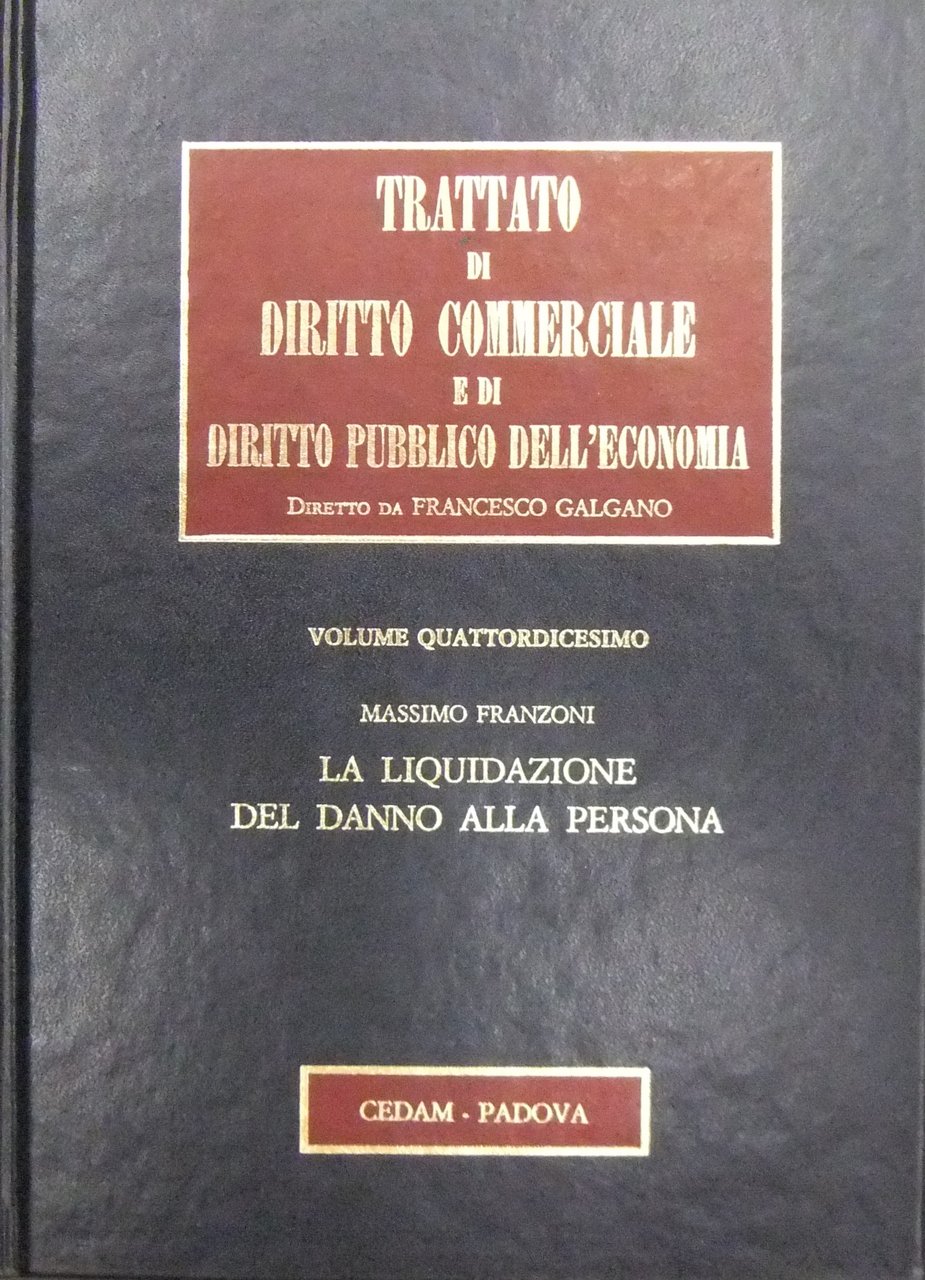 TRATTATO
DI
DIRITTO COMMERCIALE
E DI
DIRITTO PUBBLICO DELL'ECONOMIA
DIRETTO DA FRANCESCO GALGANO
VOLUME QUATTORDICESIMO
MASSIMO FRANZONI
LA LIQUIDAZIONE
DEL DANNO ALLA PERSONA
CEDAM - PADOVA